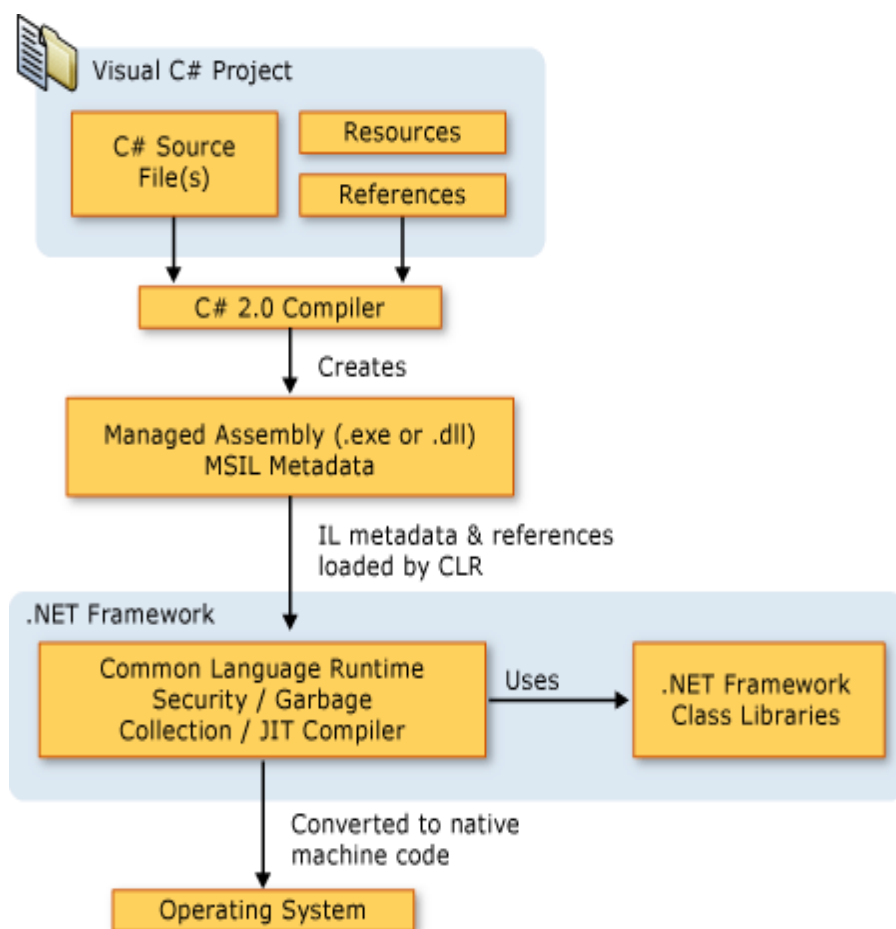 Visual C# Project
C# Source
File(s)
Resources
References
C# 2.0 Compiler
Creates
Managed Assembly (.exe or .dll)
MSIL Metadata
IL metadata & references
loaded by CLR
.NET Framework
Common Language Runtime
Security / Garbage
Collection / JIT Compiler
Uses
.NET Framework
Class Libraries
Converted to native
machine code
Operating System